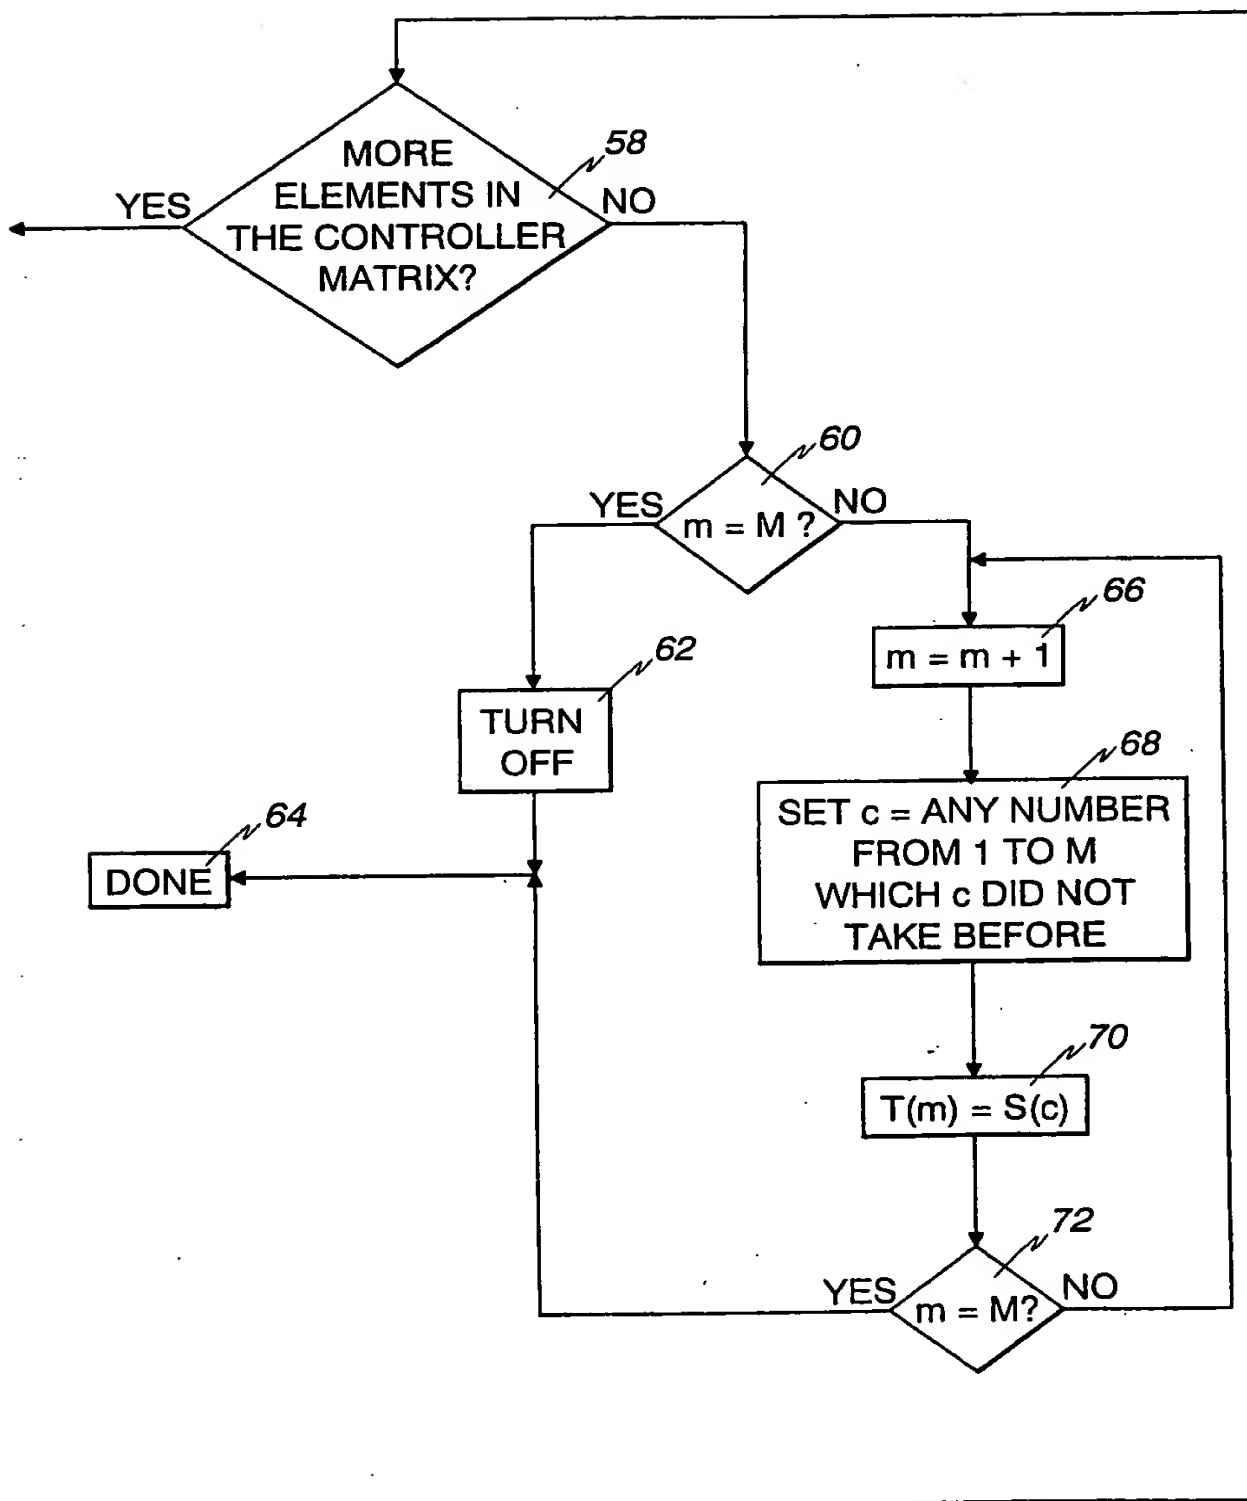 58
MORE
ELEMENTS IN
THE CONTROLLER
MATRIX?
YES
NO
60
YES
NO
m = M ?
66
m = m + 1
62
TURN
OFF
68
SET c = ANY NUMBER
FROM 1 TO M
WHICH c DID NOT
TAKE BEFORE
64
DONE
70
T(m) = S(c)
72
YES
NO
m = M?